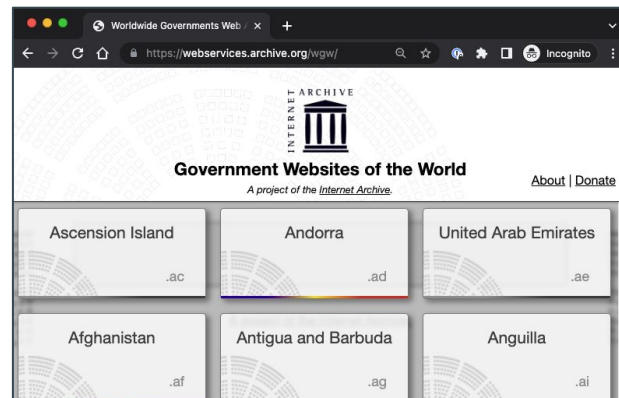 Worldwide Governments Web A
https://webservices.archive.org/wgw/
Incognito
INTERNET ARCHIVE
Government Websites of the World
A project of the Internet Archive.
About | Donate
Ascension Island
.ac
Andorra
.ad
United Arab Emirates
.ae
Afghanistan
.af
Antigua and Barbuda
.ag
Anguilla
.ai